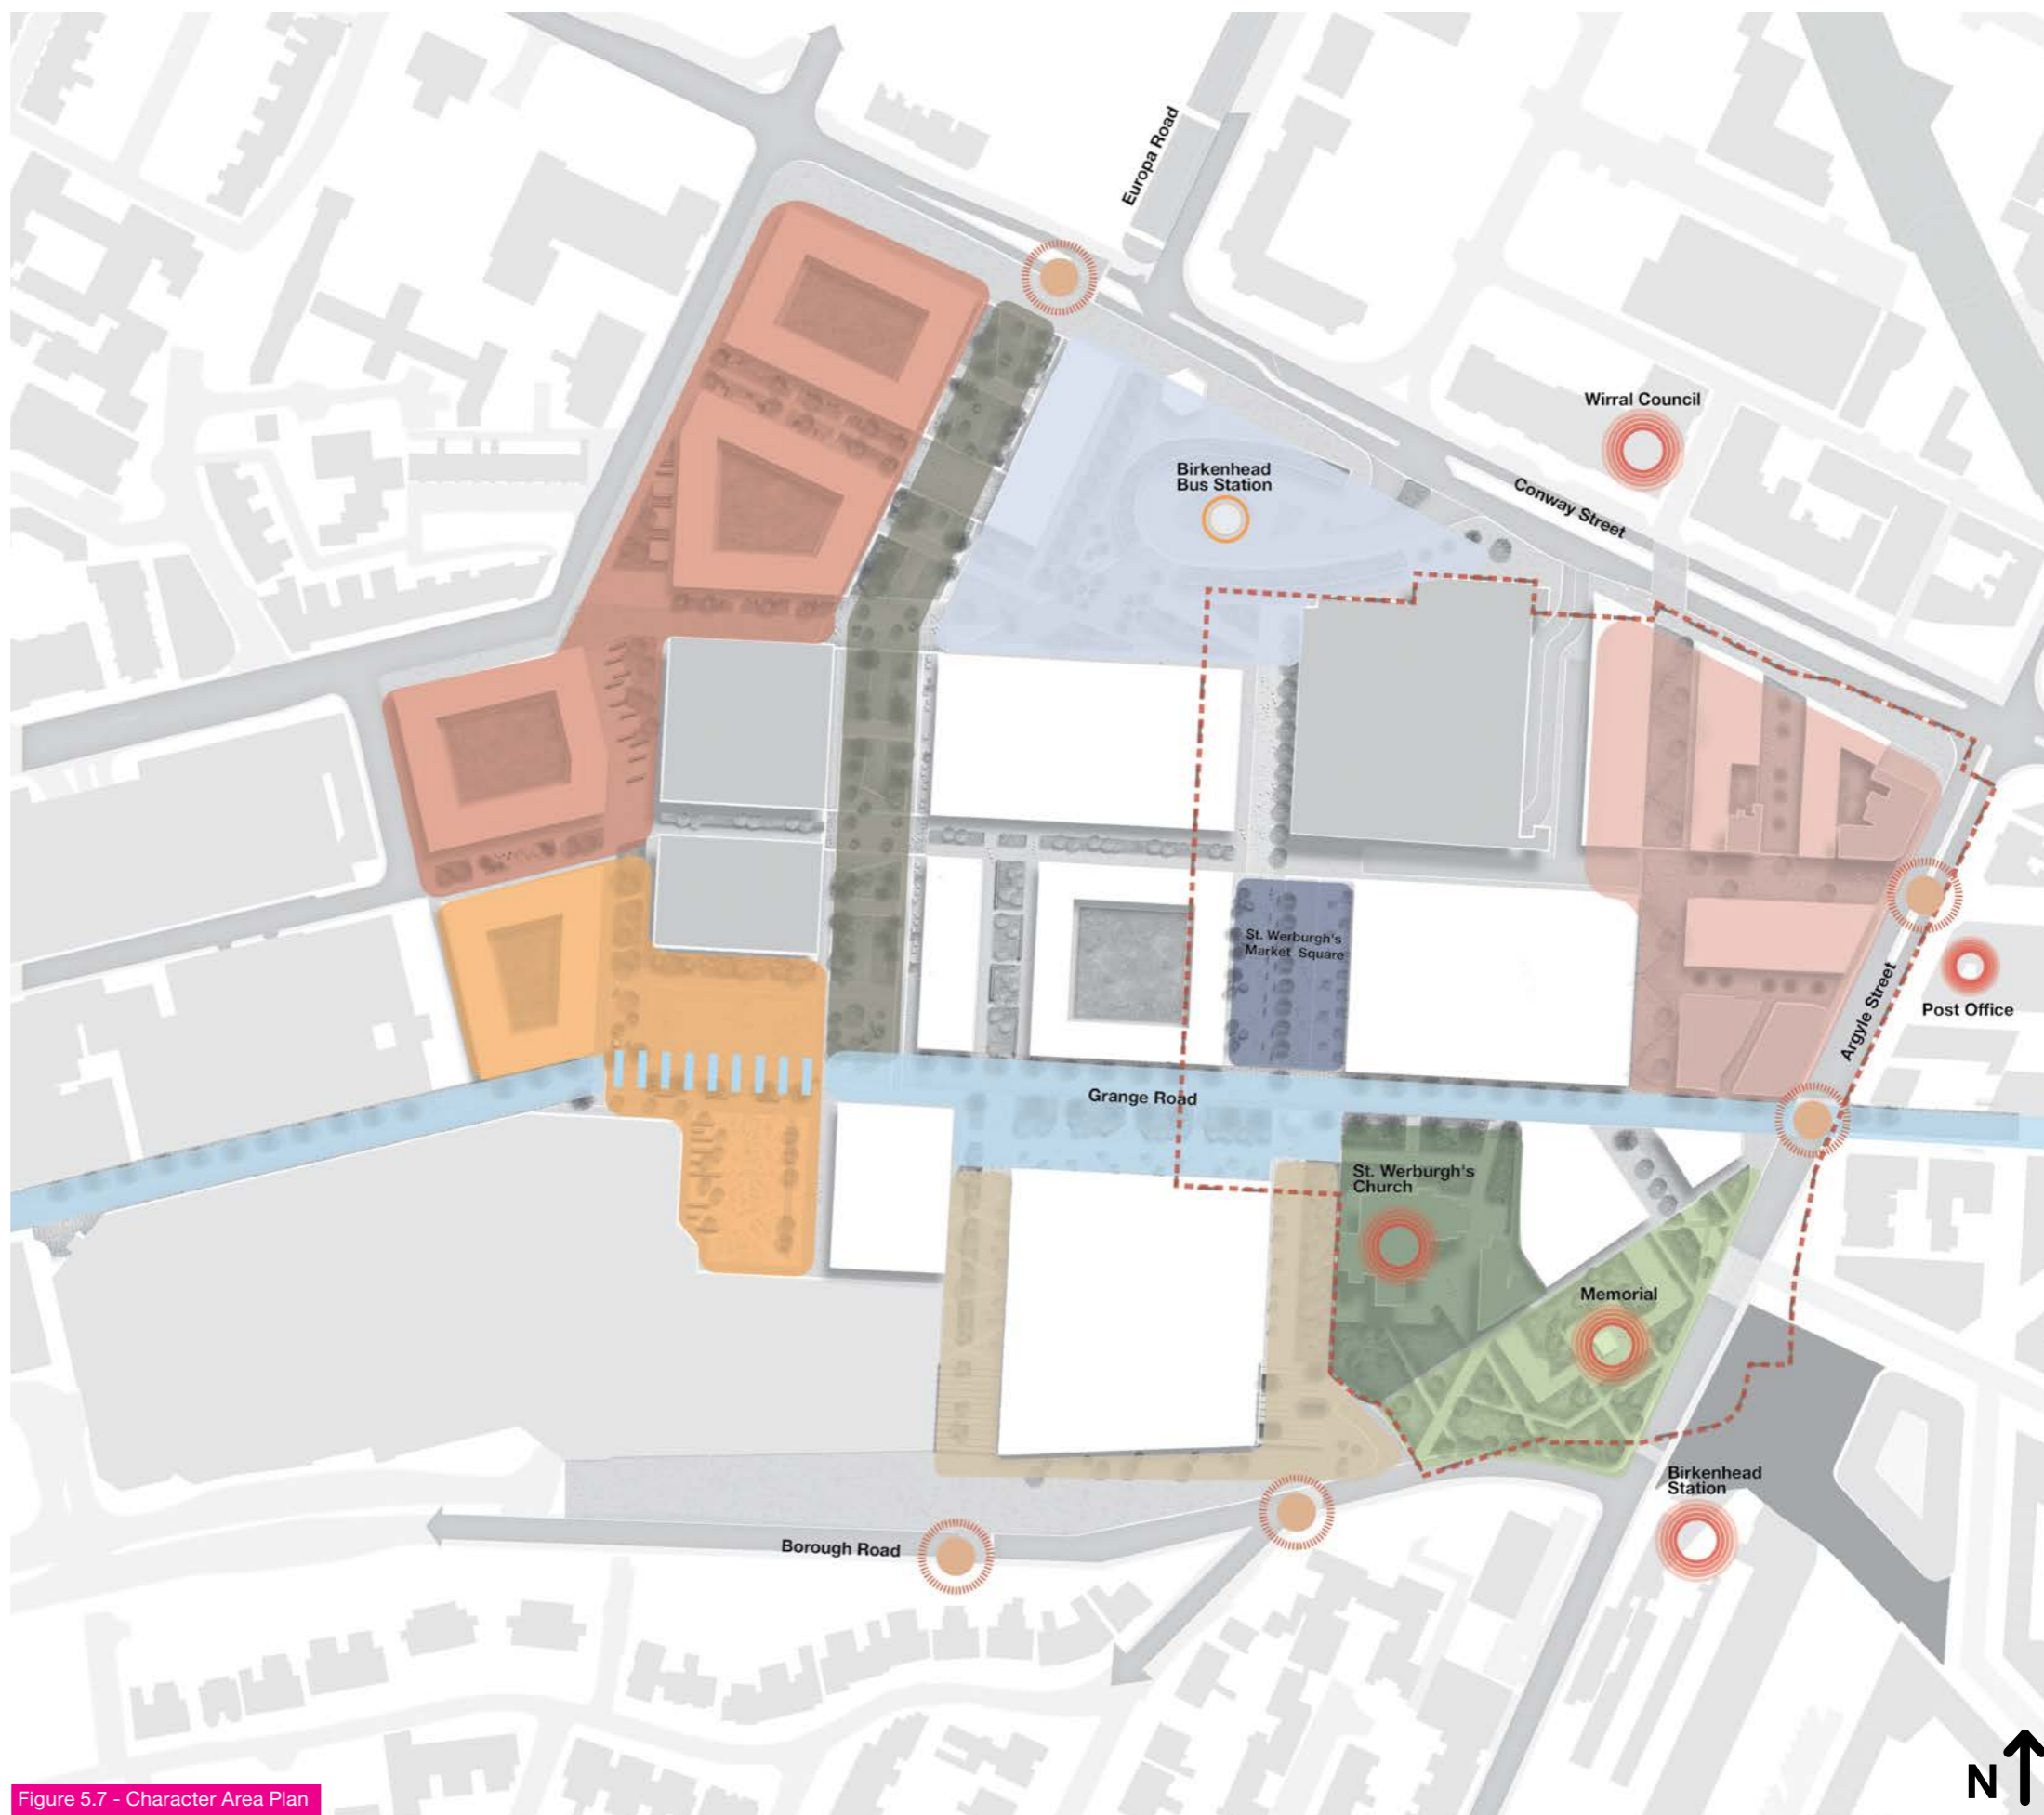 Europa Road
Wirral Council
Birkenhead
Bus Station
Conway Street
St. Werburgh's
Market Square
Argyle Street
Post Office
Grange Road
St. Werburgh's
Church
Memorial
Birkenhead
Station
Borough Road
N
Figure 5.7 - Character Area Plan